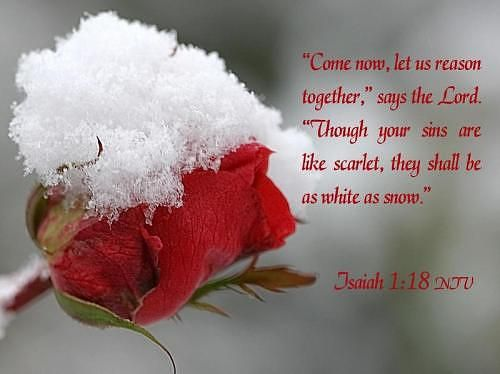 “Come now, let us reason
together,” says the Lord.
“Though your sins are
like scarlet, they shall be
as white as snow.”
Isaiah 1:18 NIV